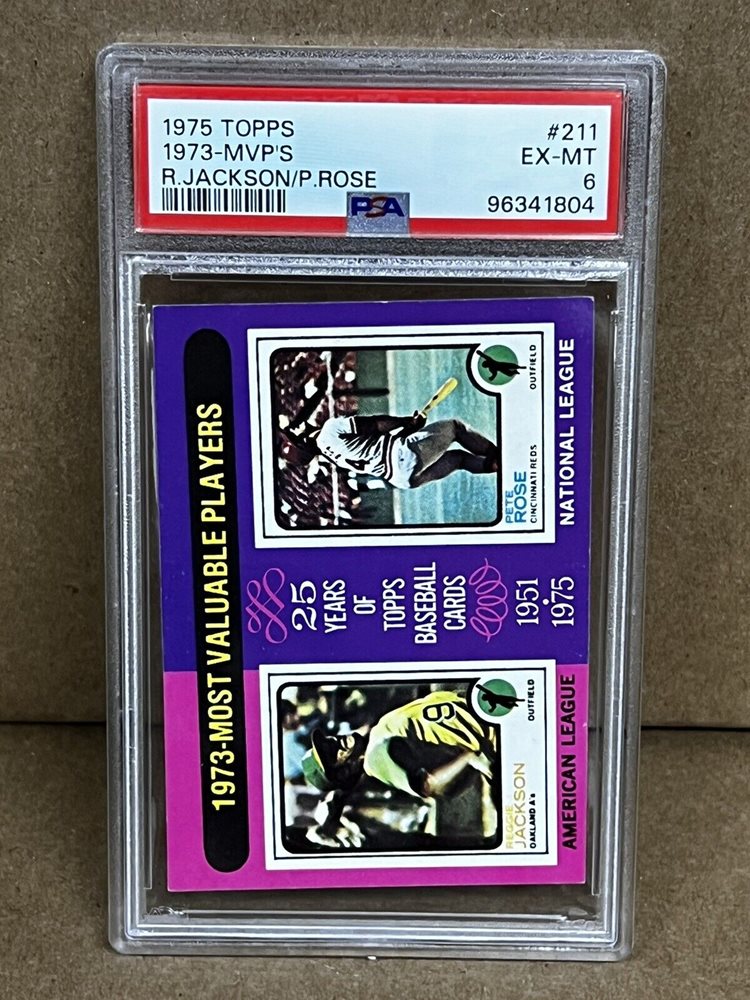 1975 TOPPS
1973-MVP'S
R.JACKSON/P.ROSE
#211
EX-MT
6
96341804
PSA
1973-MOST VALUABLE PLAYERS
REGGIE
JACKSON
OAKLAND A's
OUTFIELD
9
AMERICAN LEAGUE
25
YEARS
OF
TOPPS
BASEBALL
CARDS
1951
1975
PETE
ROSE
CINCINNATI REDS
OUTFIELD
NATIONAL LEAGUE